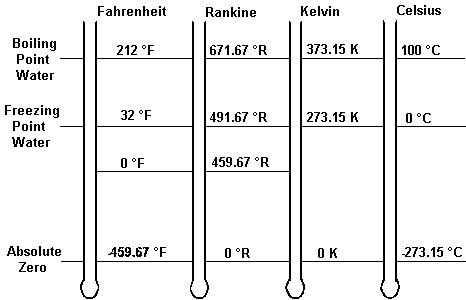 Fahrenheit Rankine Kelvin Celsius
Boiling
Point
Water
212 °F 671.67 °R 373.15 K 100 °C
Freezing
Point
Water
32 °F 491.67 °R 273.15 K 0 °C
0 °F 459.67 °R
Absolute
Zero
-459.67 °F 0 °R 0 K -273.15 °C